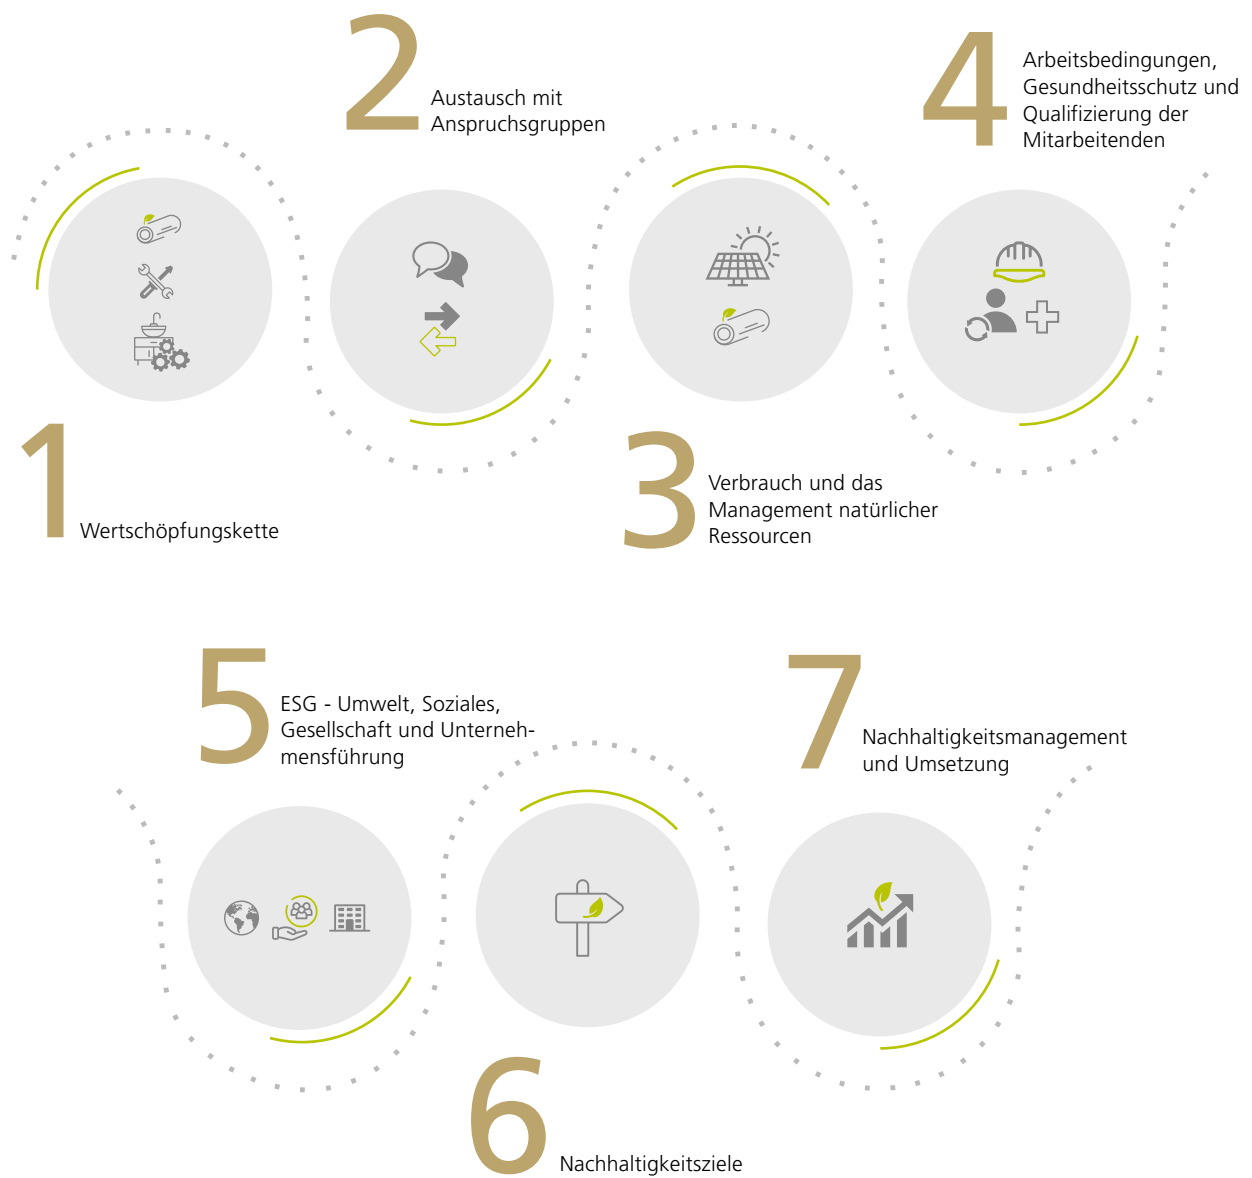 1
Wertschöpfungskette
2
Austausch mit
Anspruchsgruppen
3
Verbrauch und das
Management natürlicher
Ressourcen
4
Arbeitsbedingungen,
Gesundheitsschutz und
Qualifizierung der
Mitarbeitenden
5
ESG - Umwelt, Soziales,
Gesellschaft und Unterneh-
mensführung
6
Nachhaltigkeitsziele
7
Nachhaltigkeitsmanagement
und Umsetzung